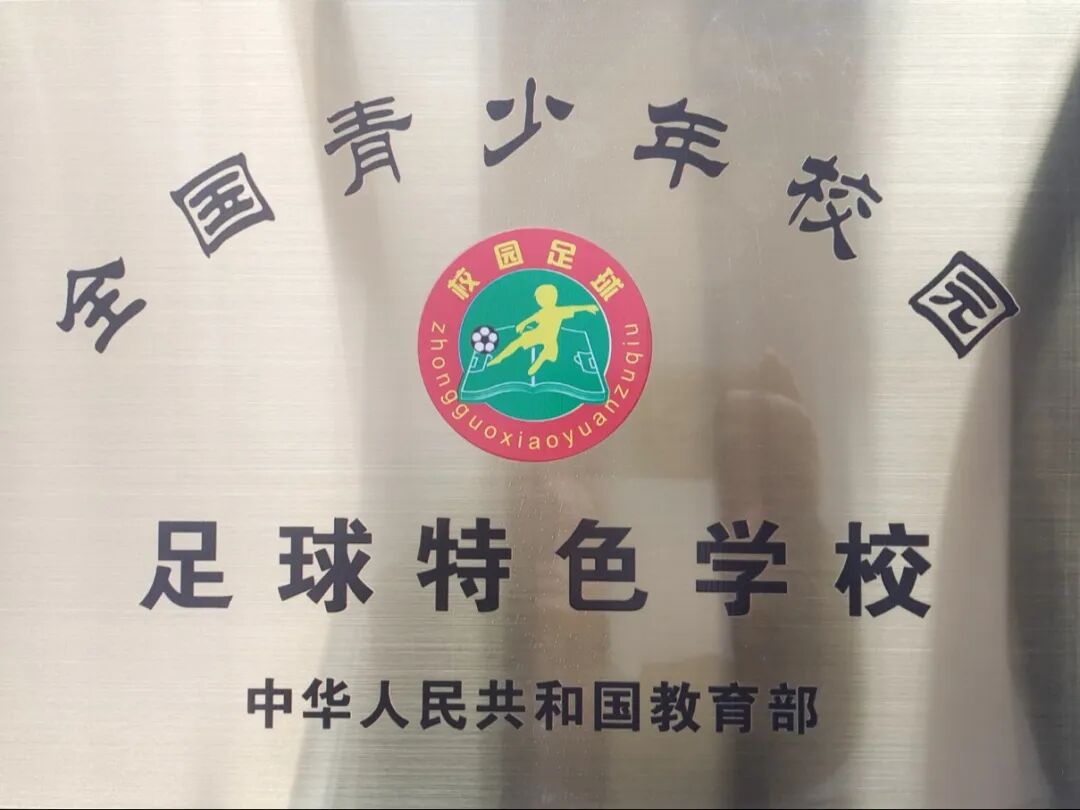 全国青少年校园
校园足球
zhongguoxiaoyuanzuqiu
足球特色学校
中华人民共和国教育部